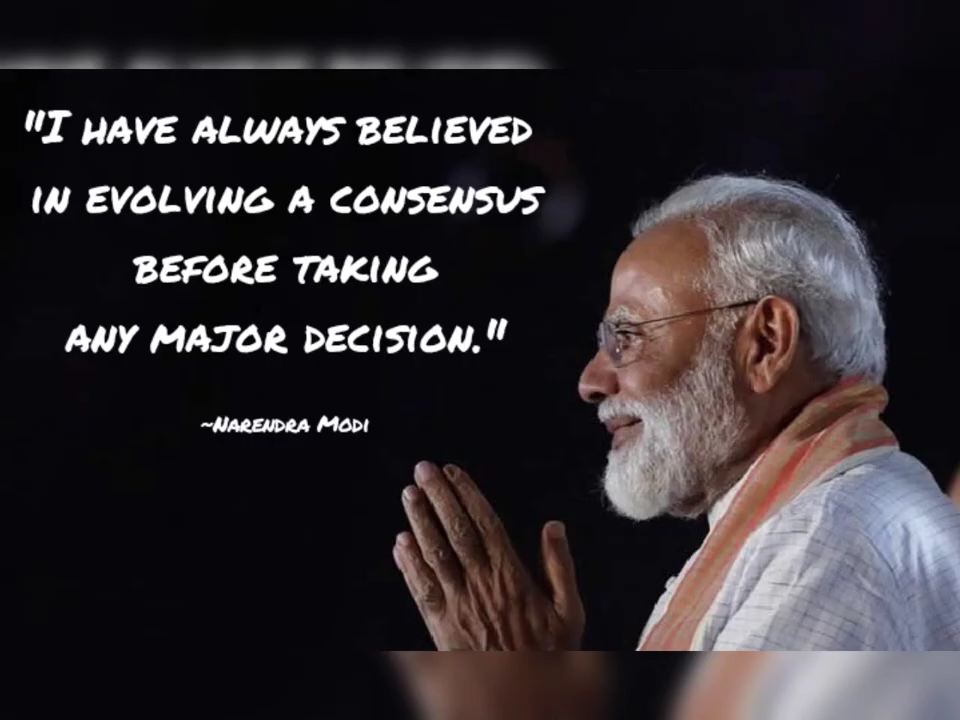 "I HAVE ALWAYS BELIEVED
IN EVOLVING A CONSENSUS
BEFORE TAKING
ANY MAJOR DECISION."
~NARENDRA MODI